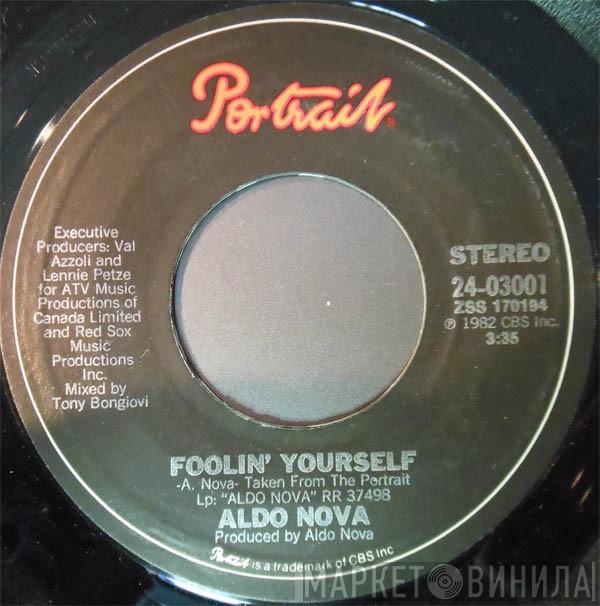 Portrait
®
Executive
Producers: Val
Azzoli and
Lennie Petze
for ATV Music
Productions of
Canada Limited
and Red Sox
Music
Productions
Inc.
Mixed by
Tony Bongiovi
STEREO
24-03001
ZSS 170194
℗ 1982 CBS Inc.
3:35
FOOLIN' YOURSELF
-A. Nova- Taken From The Portrait
Lp: "ALDO NOVA" RR 37498
ALDO NOVA
Produced by Aldo Nova
Portrait is a trademark of CBS Inc
МАРКЕТ ВИНИЛА!